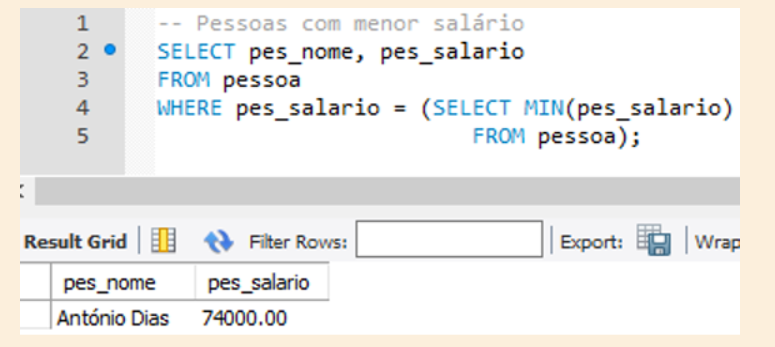 1 -- Pessoas com menor salário
2 SELECT pes_nome, pes_salario
3 FROM pessoa
4 WHERE pes_salario = (SELECT MIN(pes_salario)
5 FROM pessoa);
Result Grid Filter Rows: Export: Wrap
pes_nome pes_salario
António Dias 74000.00